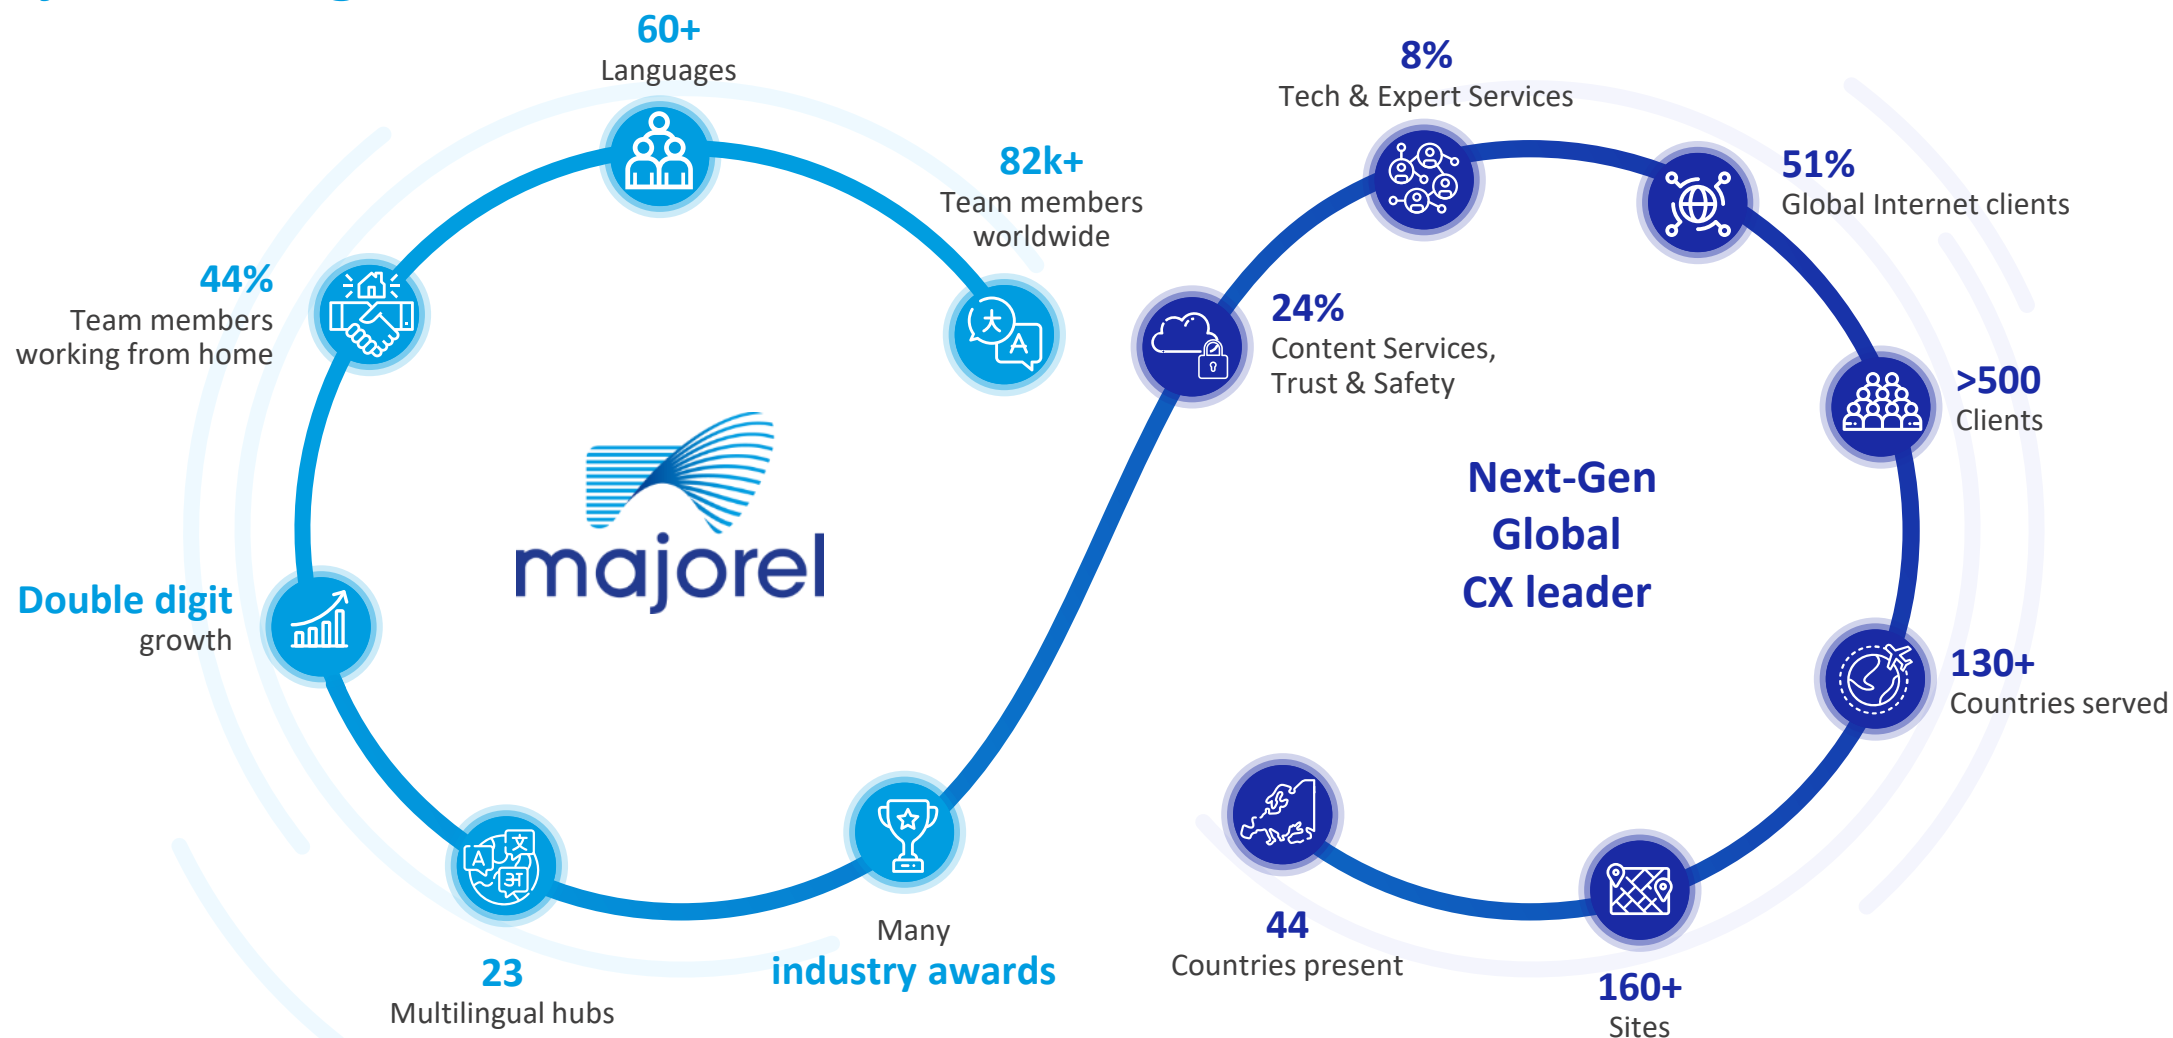 60+
Languages
82k+
Team members
worldwide
44%
Team members
working from home
majorel
Double digit
growth
23
Multilingual hubs
Many
industry awards
8%
Tech & Expert Services
51%
Global Internet clients
24%
Content Services,
Trust & Safety
>500
Clients
Next-Gen
Global
CX leader
130+
Countries served
44
Countries present
160+
Sites
大
A
A
文
अ